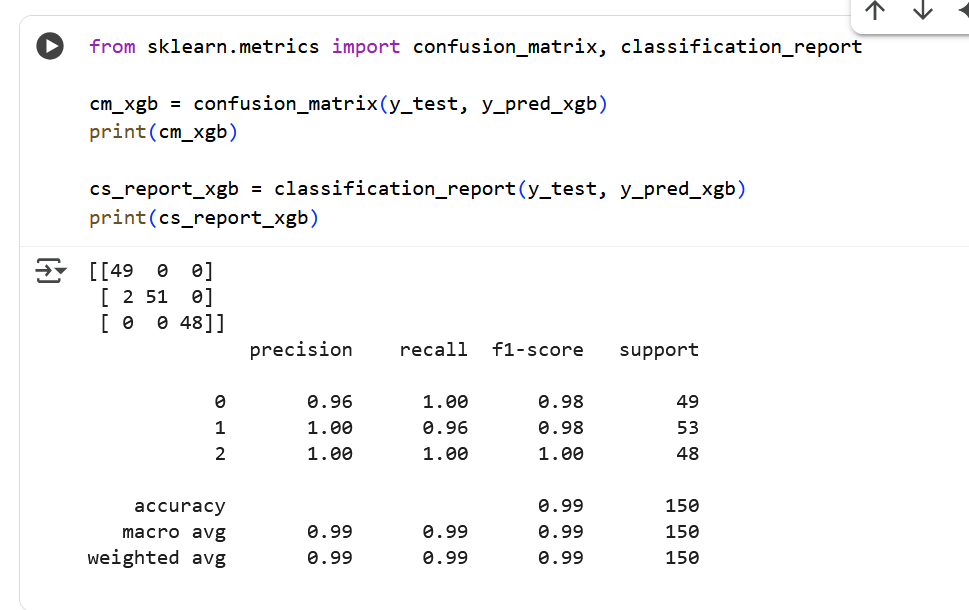 from sklearn.metrics import confusion_matrix, classification_report
cm_xgb = confusion_matrix(y_test, y_pred_xgb)
print(cm_xgb)
cs_report_xgb = classification_report(y_test, y_pred_xgb)
print(cs_report_xgb)
[[49  0  0]
 [ 2 51  0]
 [ 0  0 48]]
precision    recall  f1-score   support
0       0.96      1.00      0.98        49
1       1.00      0.96      0.98        53
2       1.00      1.00      1.00        48
accuracy                           0.99       150
macro avg       0.99      0.99      0.99       150
weighted avg       0.99      0.99      0.99       150